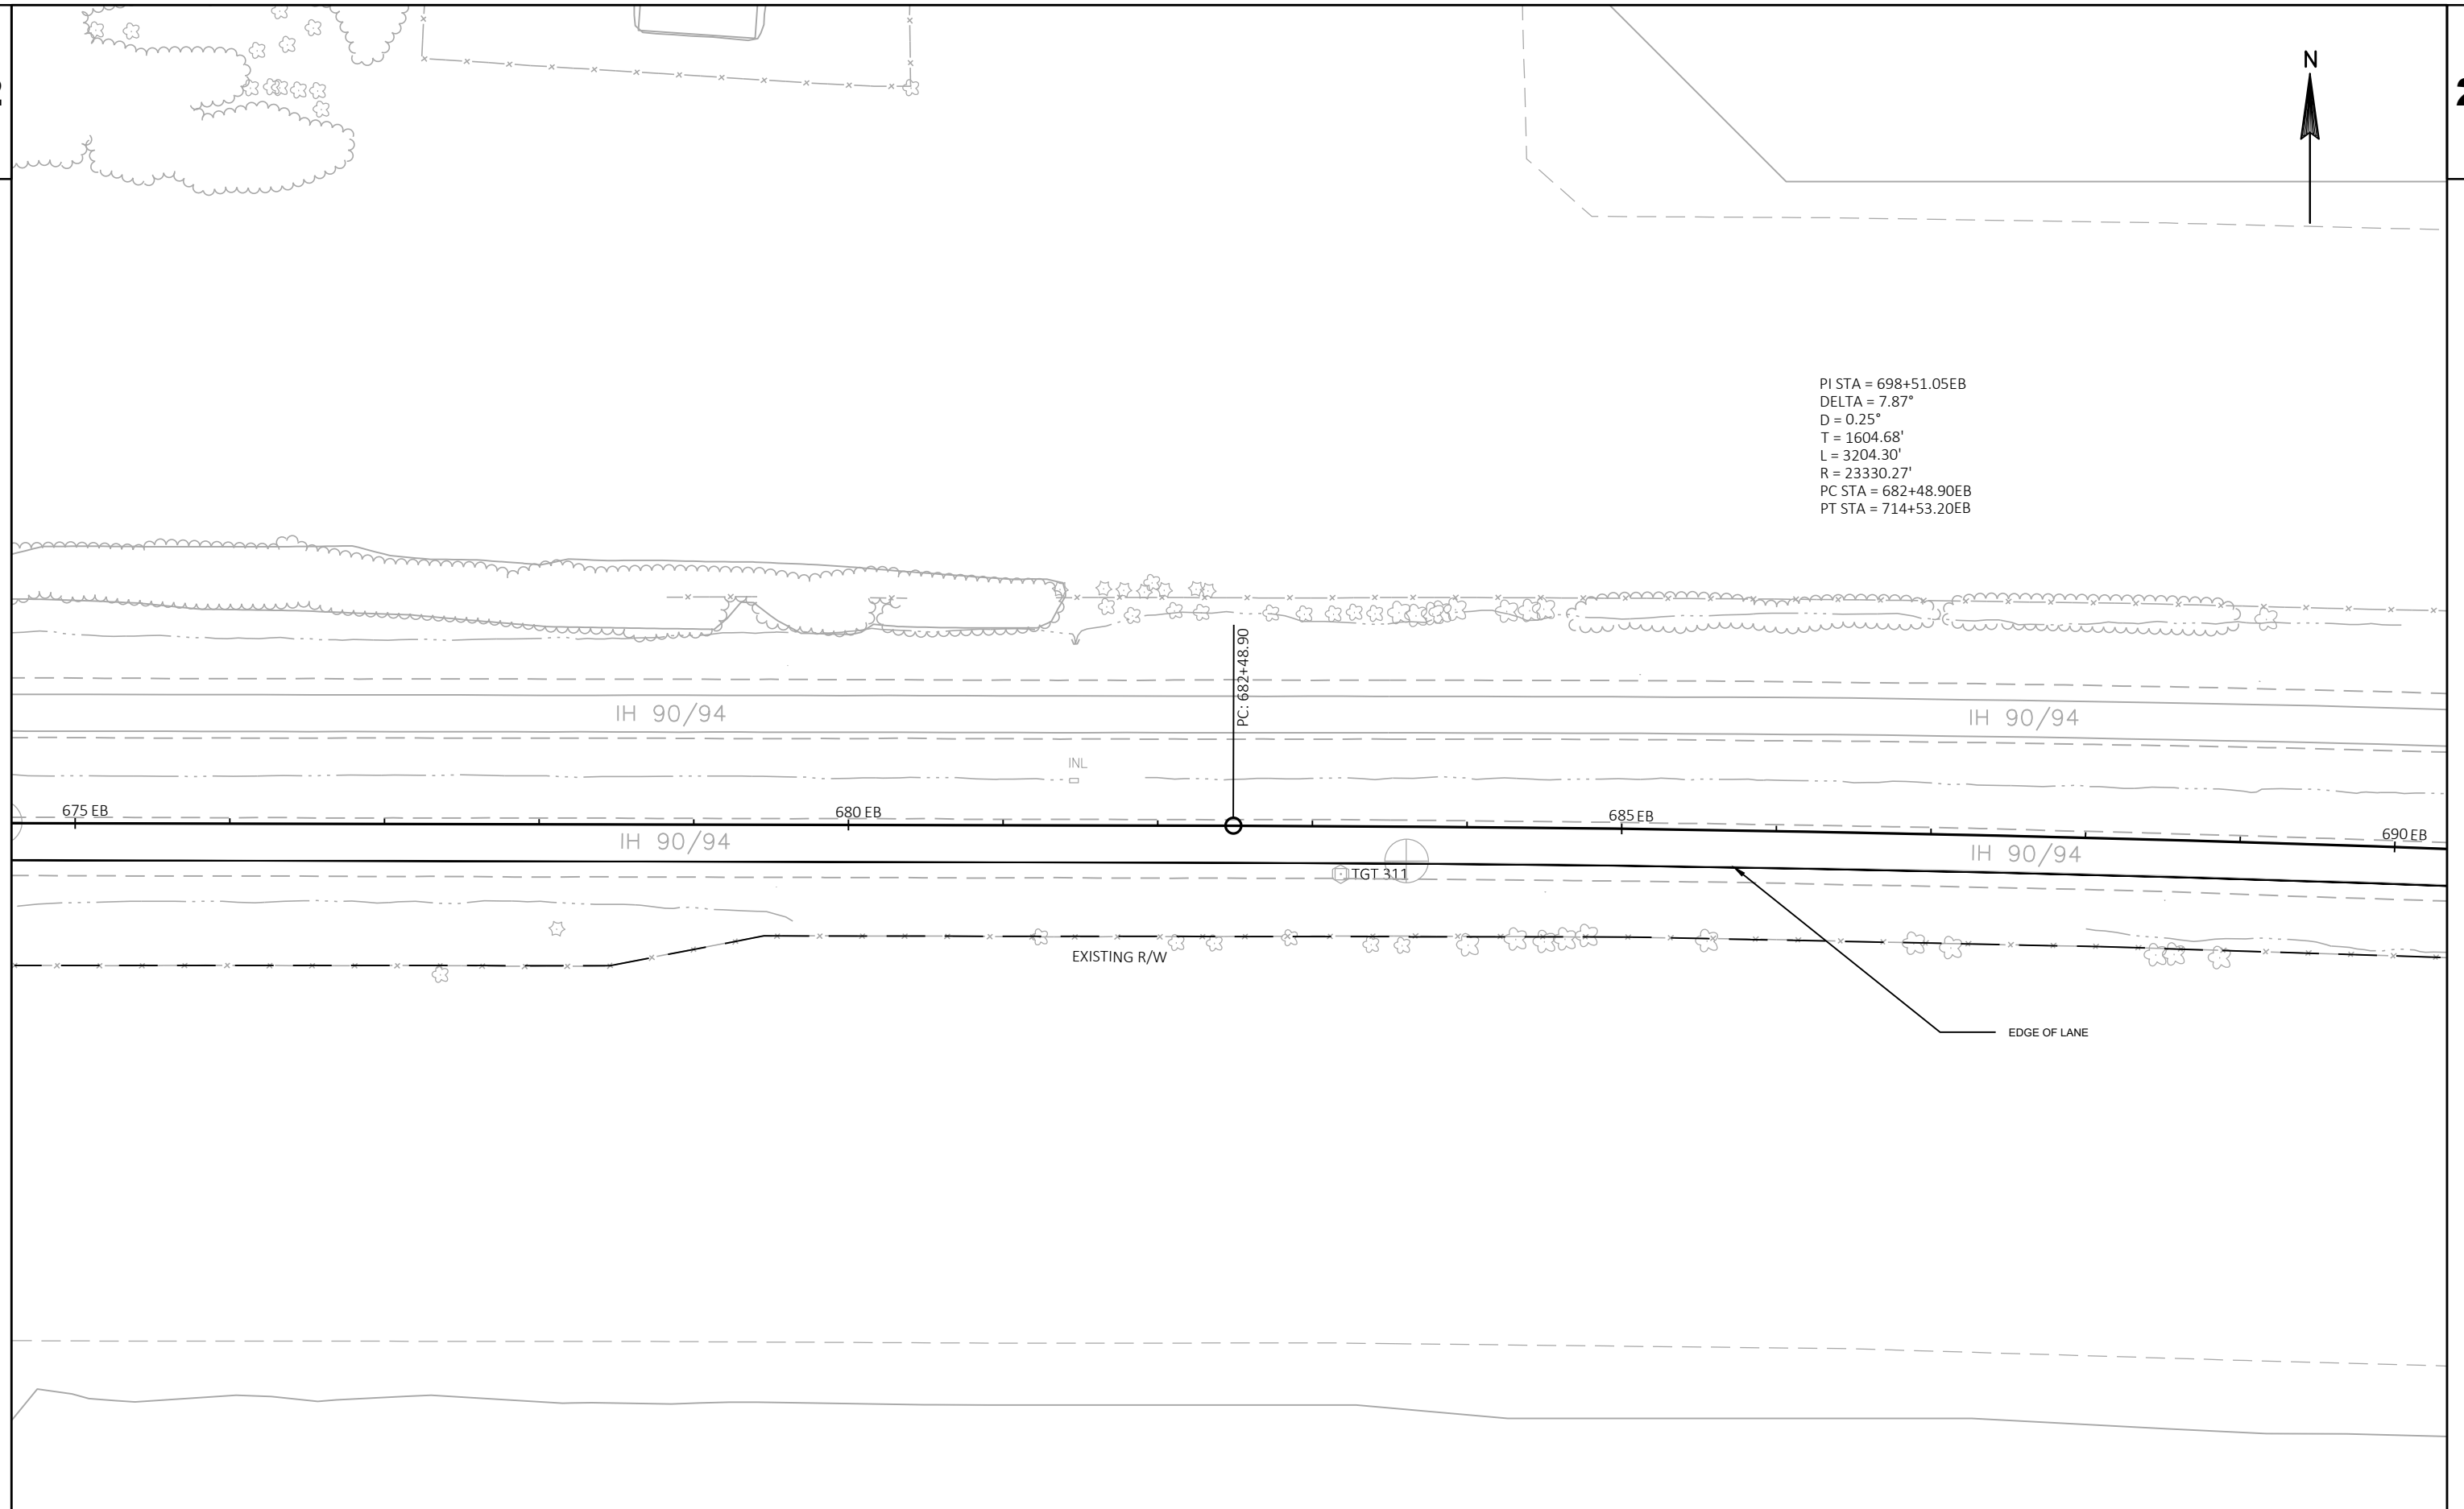 N
PI STA = 698+51.05EB
DELTA = 7.87°
D = 0.25°
T = 1604.68'
L = 3204.30'
R = 23330.27'
PC STA = 682+48.90EB
PT STA = 714+53.20EB
PC: 682+48.90
IH 90/94
IH 90/94
INL
675 EB
680 EB
685 EB
690 EB
IH 90/94
IH 90/94
TGT 311
EXISTING R/W
EDGE OF LANE